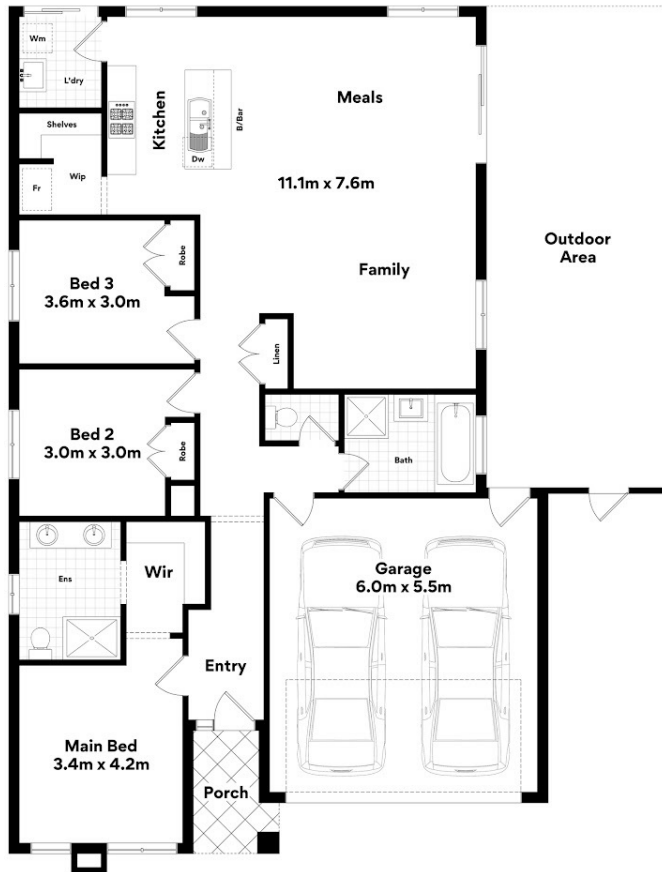 Wm
L'dry
Shelves
Wip
Fr
Kitchen
Dw
B/Bar
Meals
11.1m x 7.6m
Family
Outdoor
Area
Bed 3
3.6m x 3.0m
Robe
Linen
Bed 2
3.0m x 3.0m
Robe
Bath
Ens
Wir
Garage
6.0m x 5.5m
Entry
Main Bed
3.4m x 4.2m
Porch